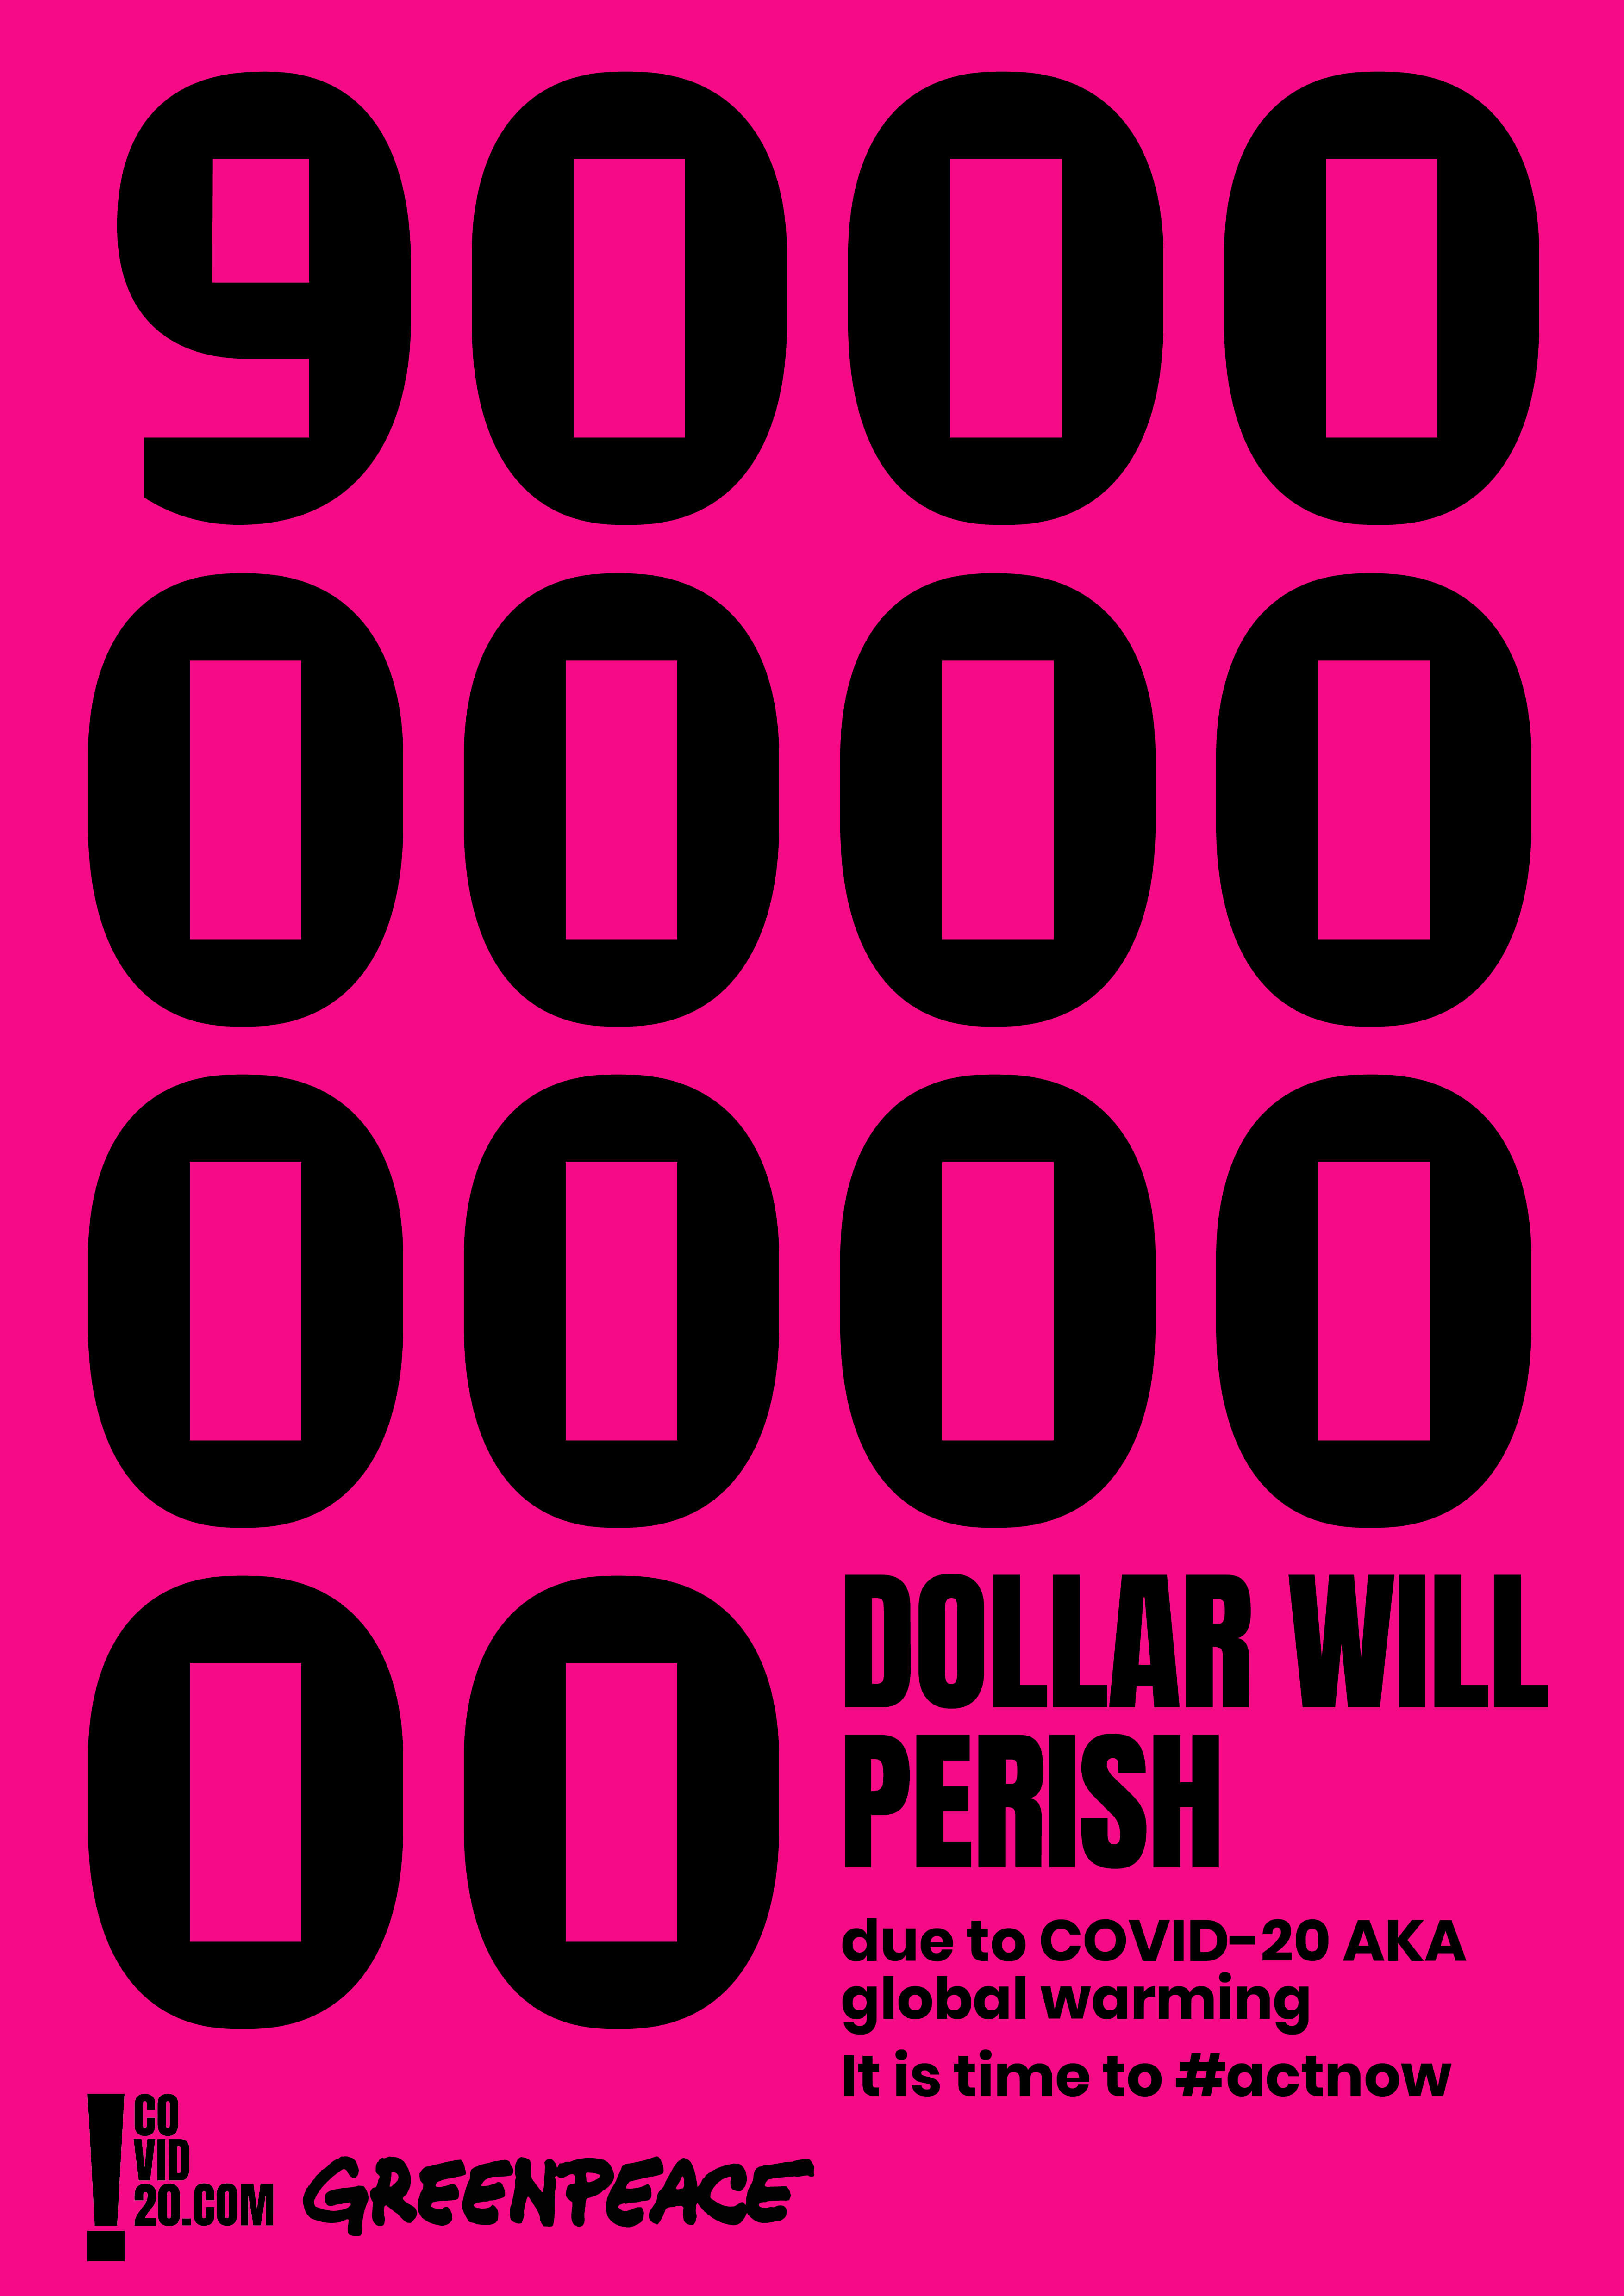 9000
0000
0000
00
DOLLAR WILL
PERISH
due to COVID-20 AKA
global warming
It is time to #actnow
!
CO
VID
20.COM
GREENPEACE